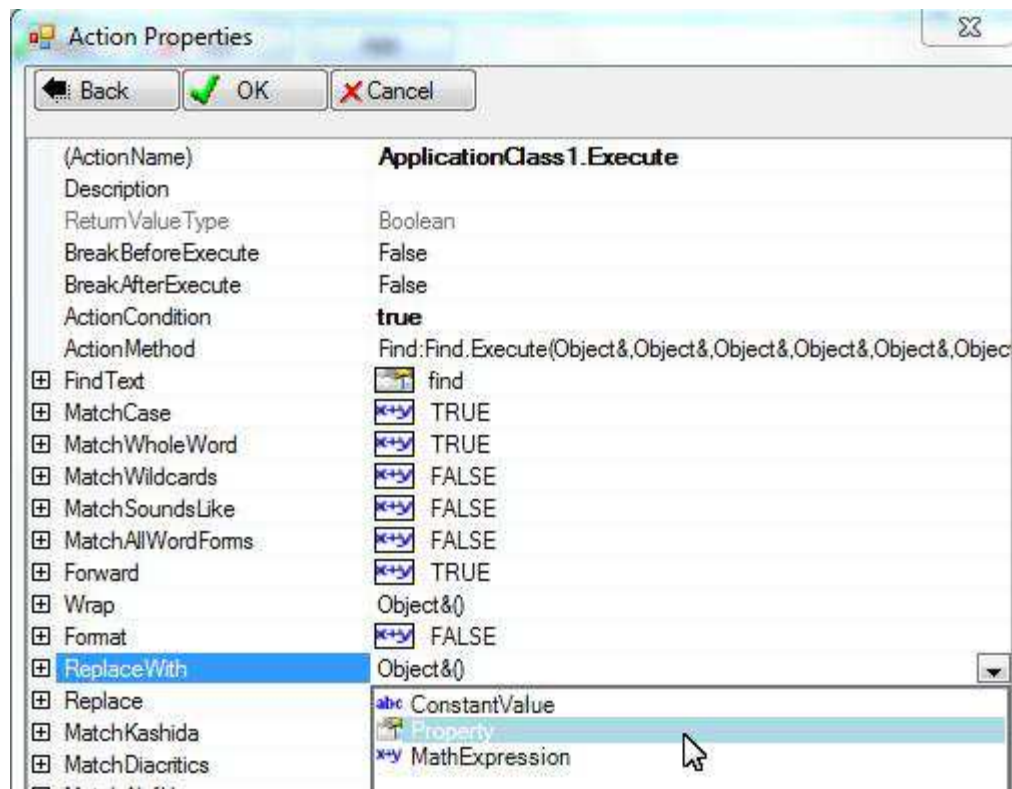 Action Properties
Back OK Cancel
(ActionName) ApplicationClass1.Execute
Description
ReturnValueType Boolean
BreakBeforeExecute False
BreakAfterExecute False
ActionCondition true
ActionMethod Find:Find.Execute(Object&,Object&,Object&,Object&,Object&,Objec
FindText find
MatchCase x+y TRUE
MatchWholeWord x+y TRUE
MatchWildcards x+y FALSE
MatchSoundsLike x+y FALSE
MatchAllWordForms x+y FALSE
Forward x+y TRUE
Wrap Object&()
Format x+y FALSE
ReplaceWith Object&()
Replace abc ConstantValue
MatchKashida Property
MatchDiacritics x+y MathExpression